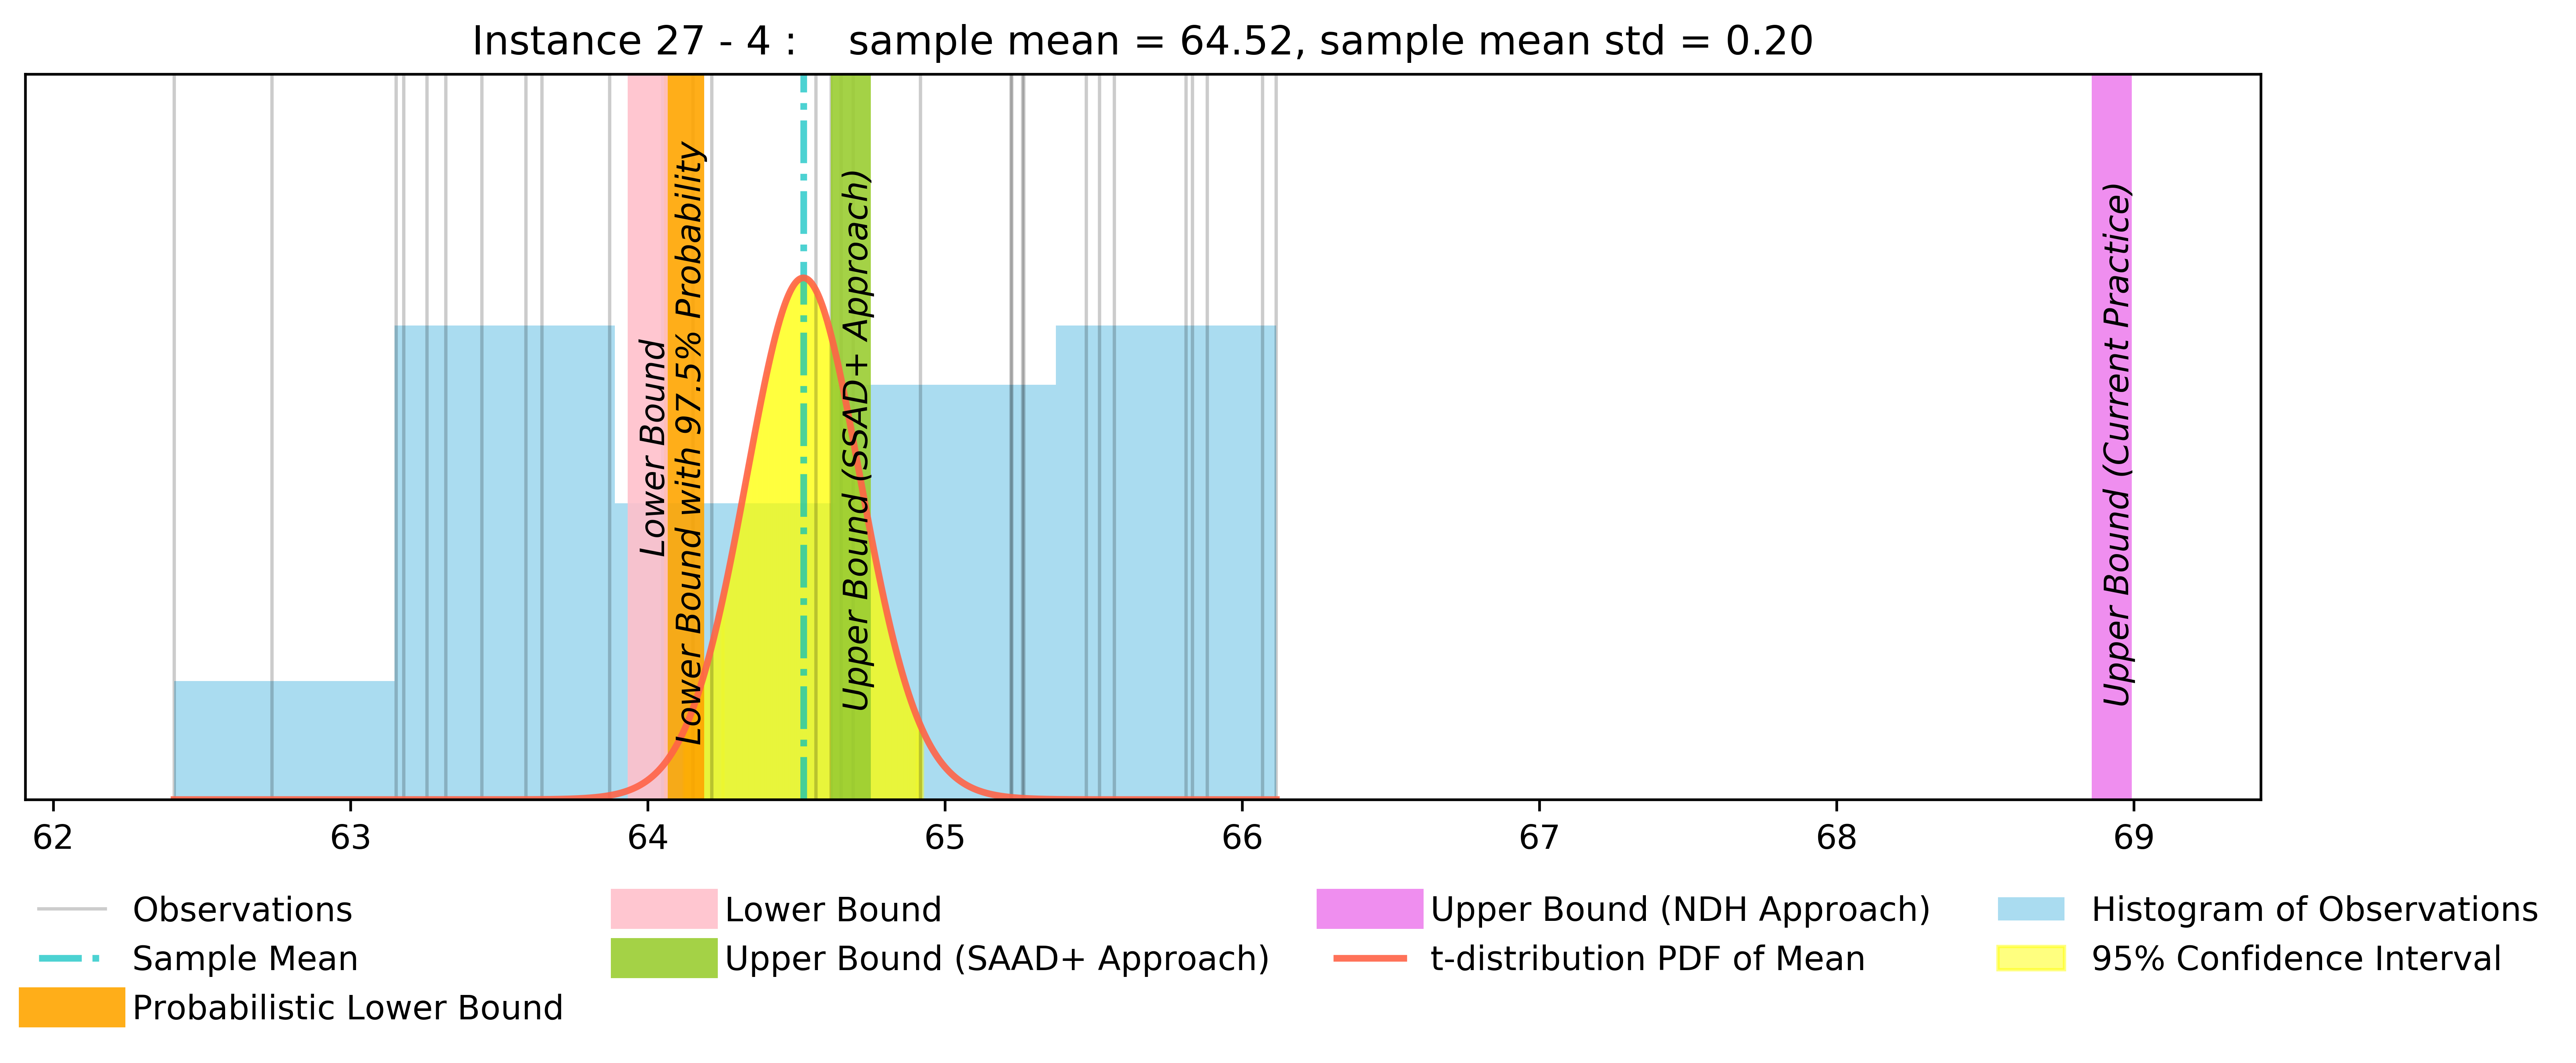 Instance 27 - 4 :    sample mean = 64.52, sample mean std = 0.20
Lower Bound
Lower Bound with 97.5% Probability
Upper Bound (SSAD+ Approach)
Upper Bound (Current Practice)
62 63 64 65 66 67 68 69
Observations
Sample Mean
Probabilistic Lower Bound
Lower Bound
Upper Bound (SAAD+ Approach)
Upper Bound (NDH Approach)
t-distribution PDF of Mean
Histogram of Observations
95% Confidence Interval